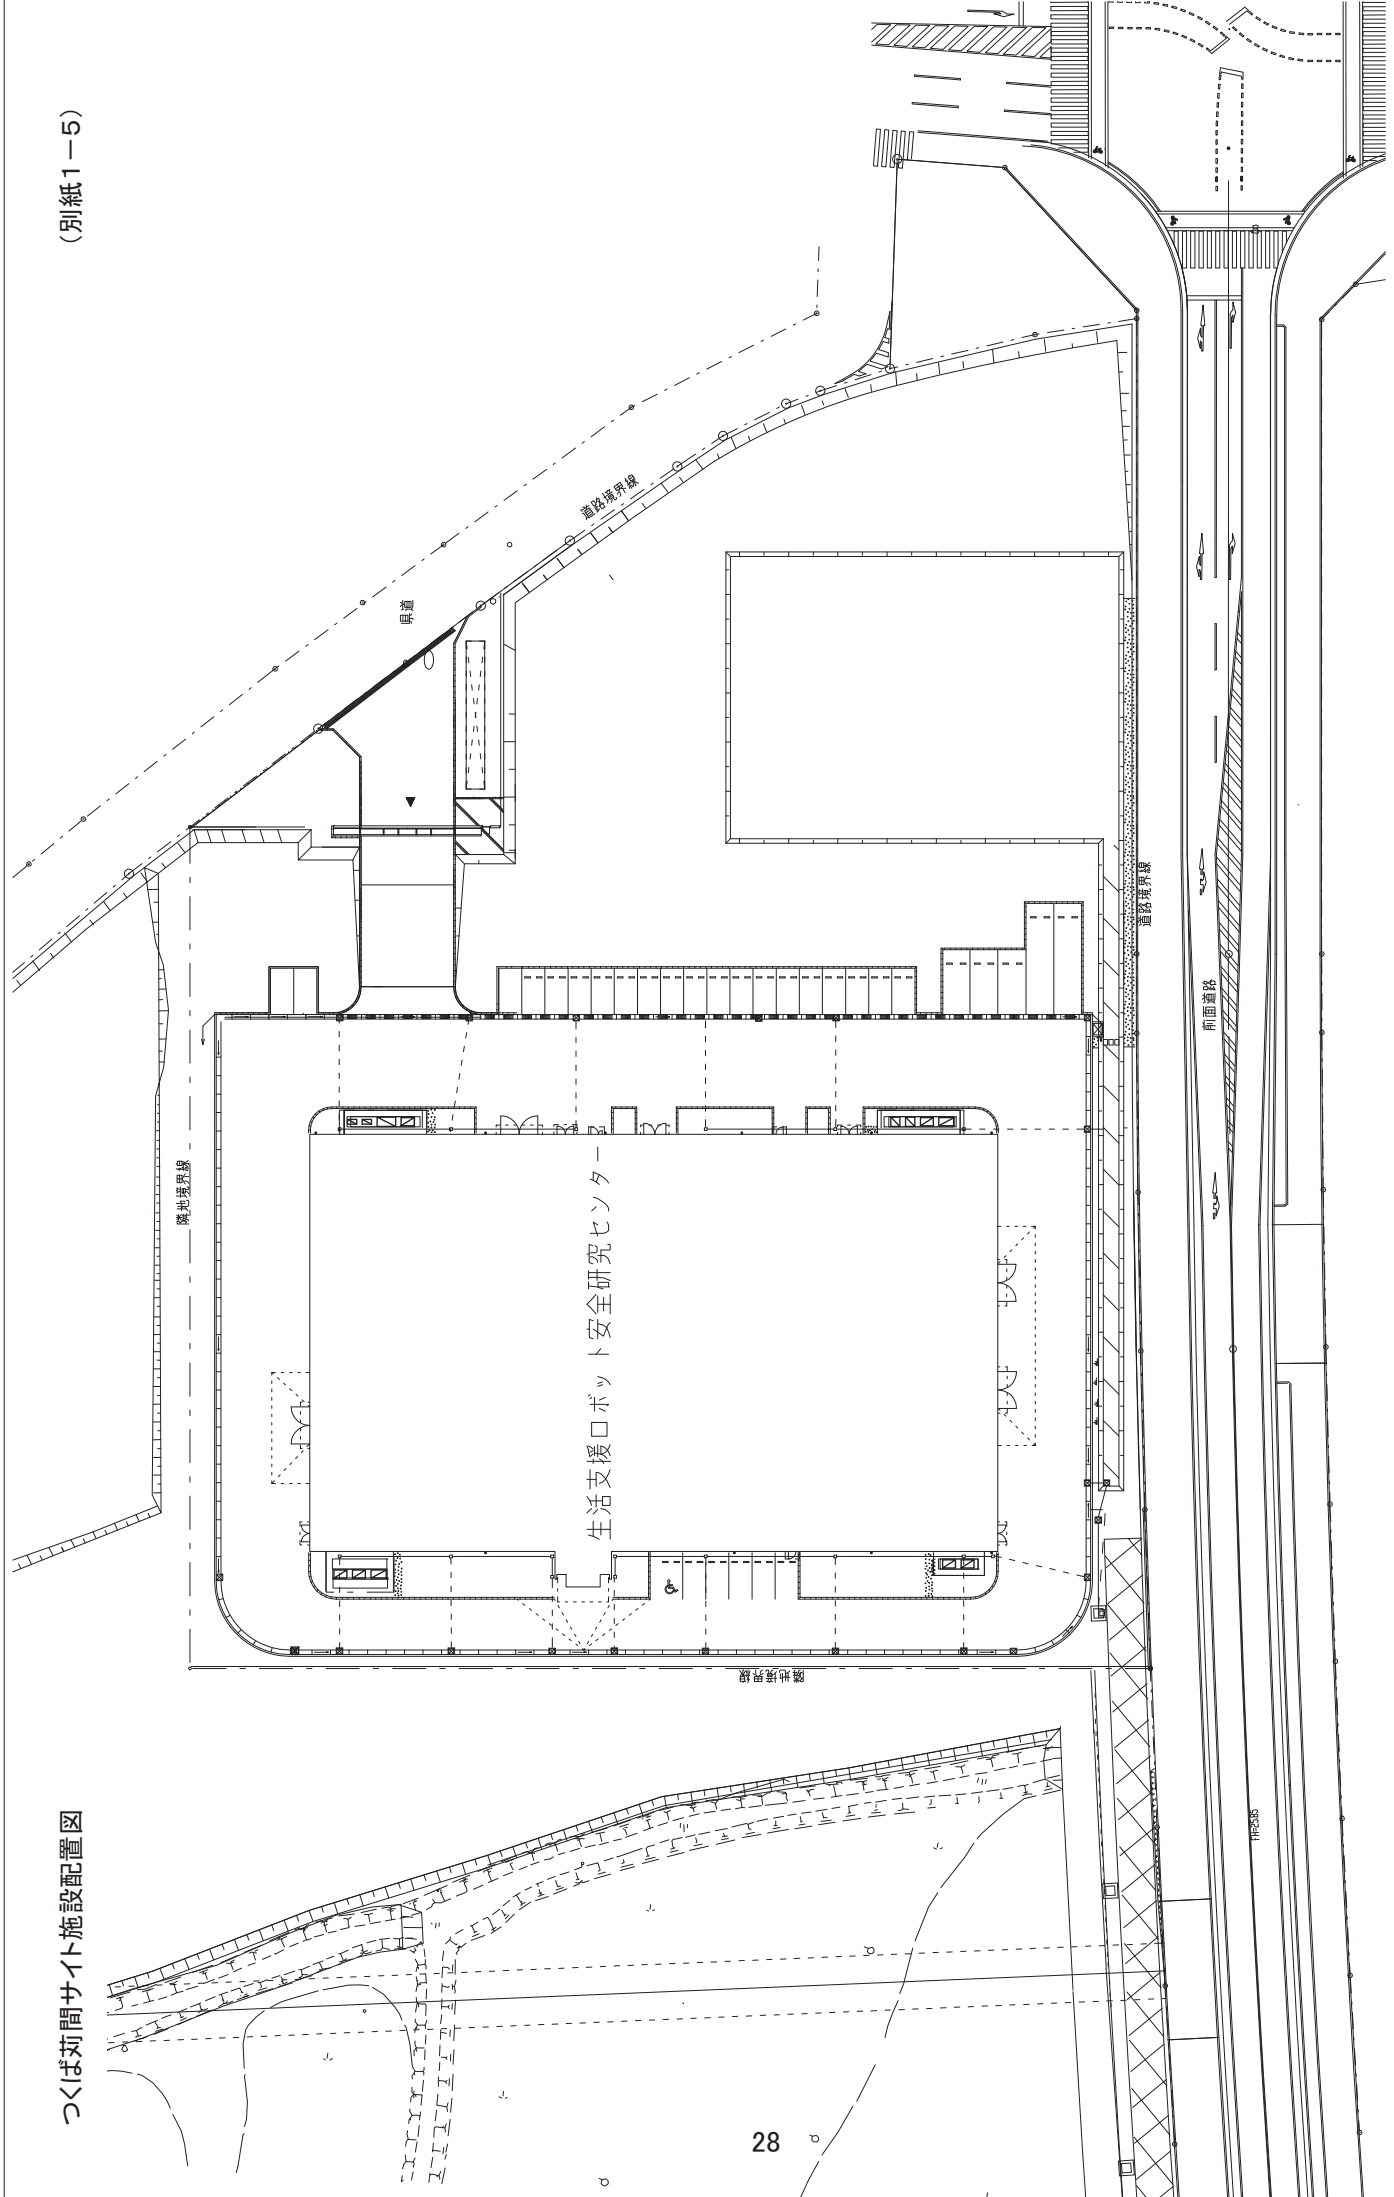 つくば苅間サイト施設配置図
（別紙１－５）
県道
道路境界線
隣地境界線
生活支援ロボット安全研究センター
隣地境界線
道路境界線
前面道路
FH=25.85
28